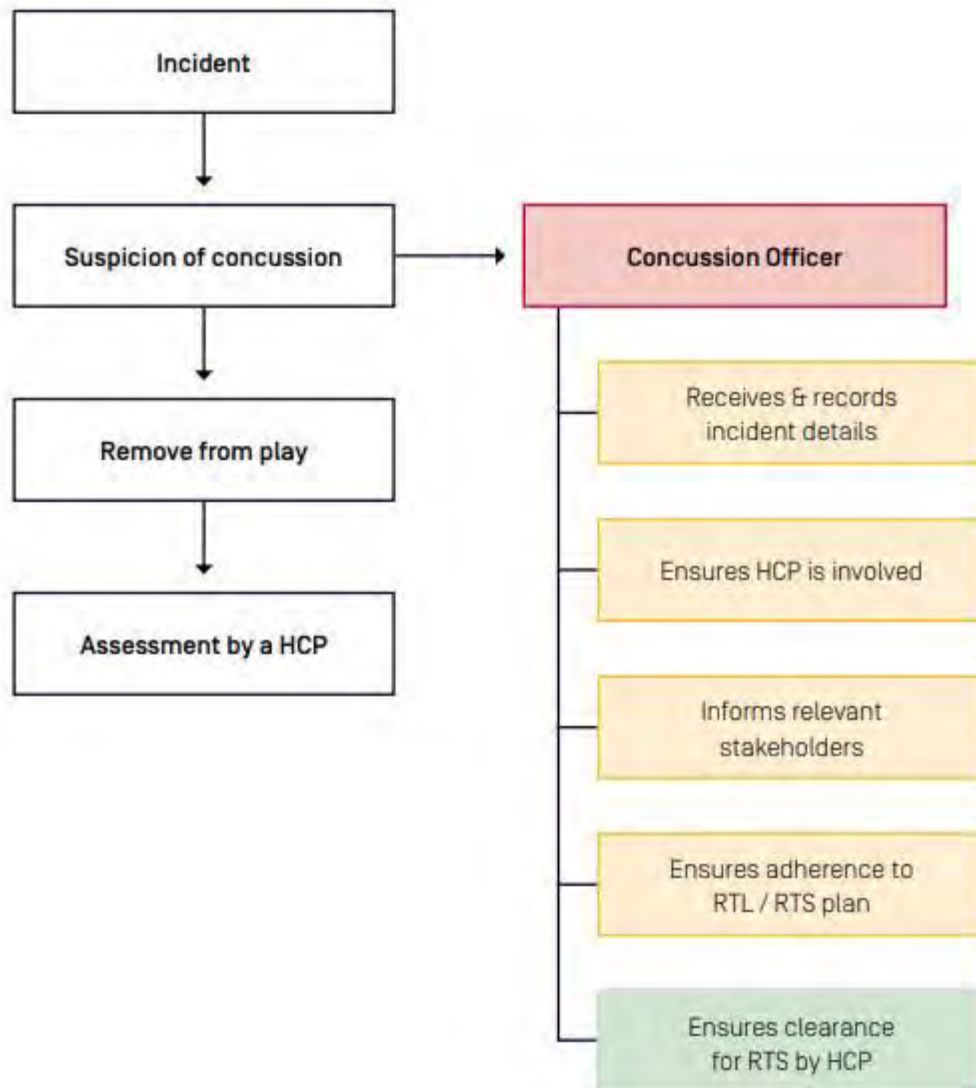 Incident
Suspicion of concussion
Concussion Officer
Remove from play
Assessment by a HCP
Receives & records
incident details
Ensures HCP is involved
Informs relevant
stakeholders
Ensures adherence to
RTL / RTS plan
Ensures clearance
for RTS by HCP